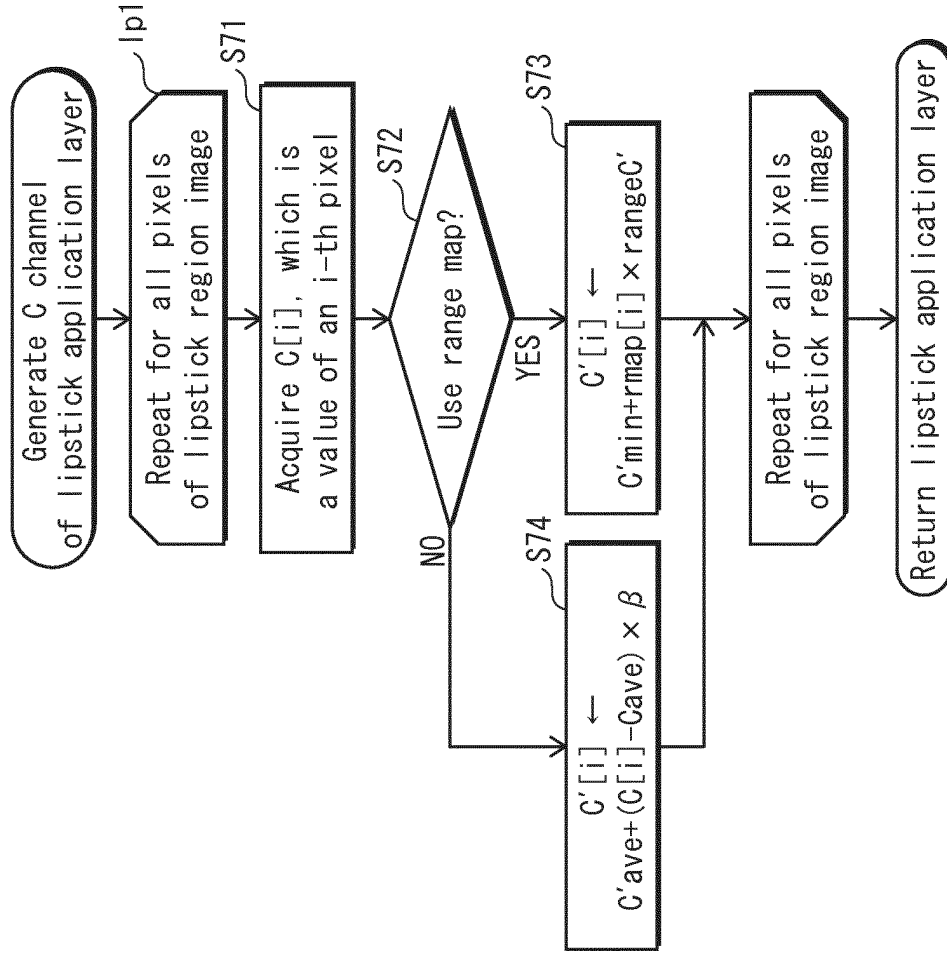 Generate C channel
of lipstick application layer
lp1
Repeat for all pixels
of lipstick region image
S71
Acquire C[i], which is
a value of an i-th pixel
S72
Use range map?
NO
YES
S74
C'[i] ←
C'ave+(C[i]-Cave) × β
S73
C'[i] ←
C'min+rmap[i] × rangeC'
Repeat for all pixels
of lipstick region image
Return lipstick application layer